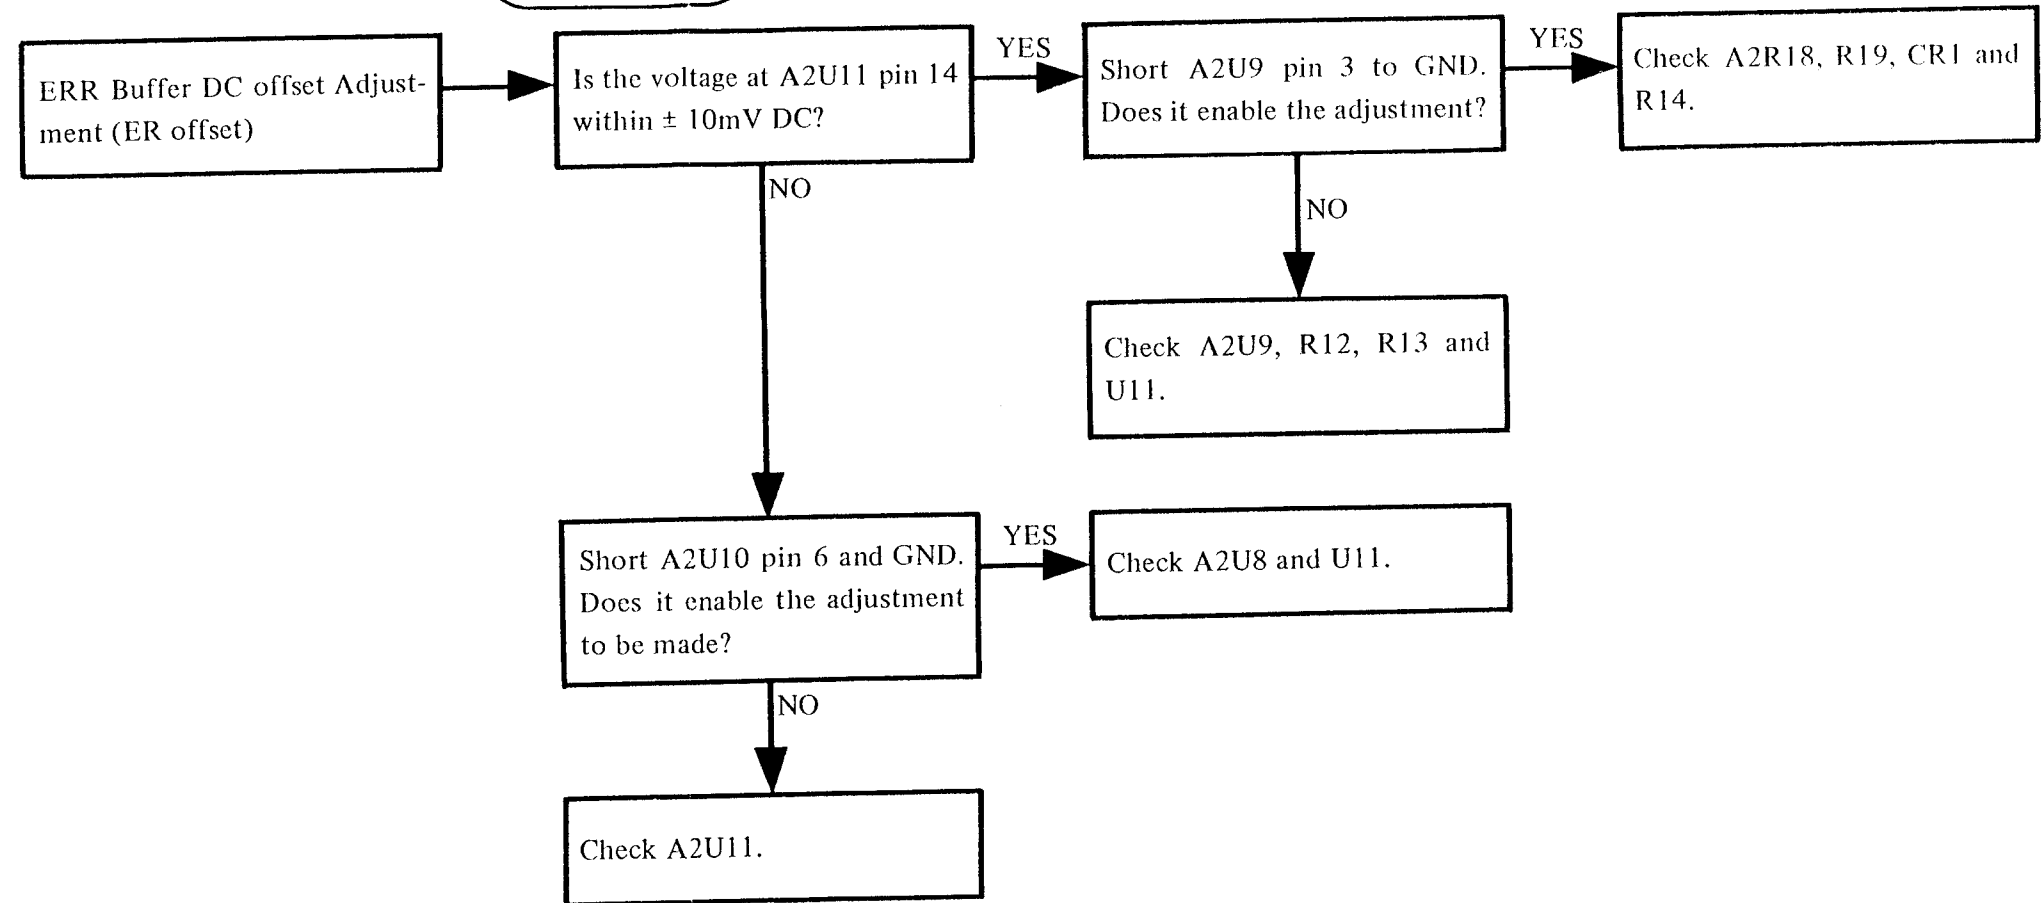 ERR Buffer DC offset Adjust-
ment (ER offset)
Is the voltage at A2U11 pin 14
within ± 10mV DC?
YES
Short A2U9 pin 3 to GND.
Does it enable the adjustment?
YES
Check A2R18, R19, CR1 and
R14.
NO
NO
Check A2U9, R12, R13 and
U11.
Short A2U10 pin 6 and GND.
Does it enable the adjustment
to be made?
YES
Check A2U8 and U11.
NO
Check A2U11.